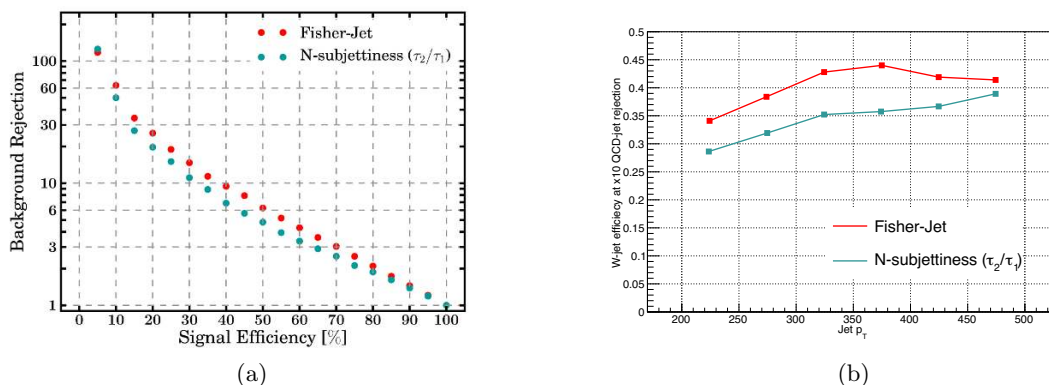 Fisher-Jet
N-subjettiness (τ₂/τ₁)
100
60
30
10
6
3
1
Background Rejection
0 10 20 30 40 50 60 70 80 90 100
Signal Efficiency [%]
(a)
0.5
0.45
0.4
0.35
0.3
0.25
0.2
0.15
0.1
0.05
0
W-jet efficiecy at x10 QCD-jet rejection
Fisher-Jet
N-subjettiness (τ₂/τ₁)
200 250 300 350 400 450 500
Jet p_T
(b)